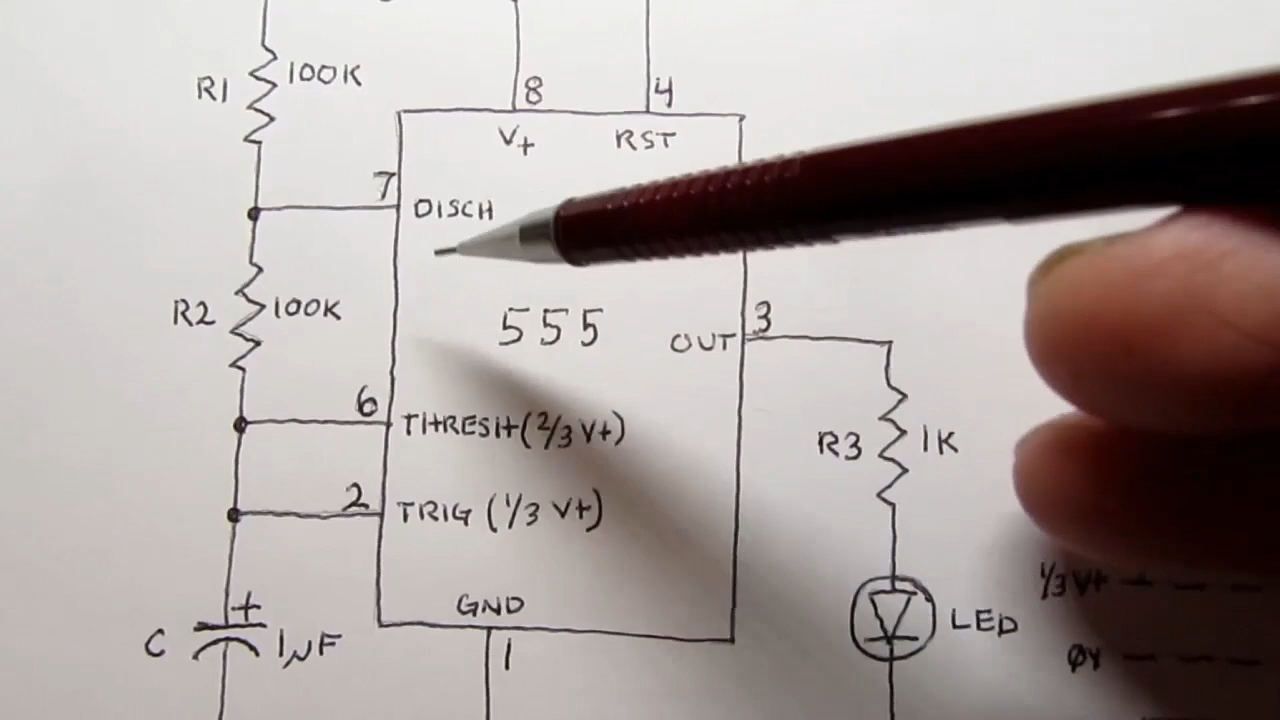 R1 100K
8
4
V+
RST
7
DISCH
R2 100K
555
3
OUT
6
THRESH (2/3 V+)
R3 1K
2
TRIG (1/3 V+)
1/3 V+
GND
+
C 1µF
1
LED
0V